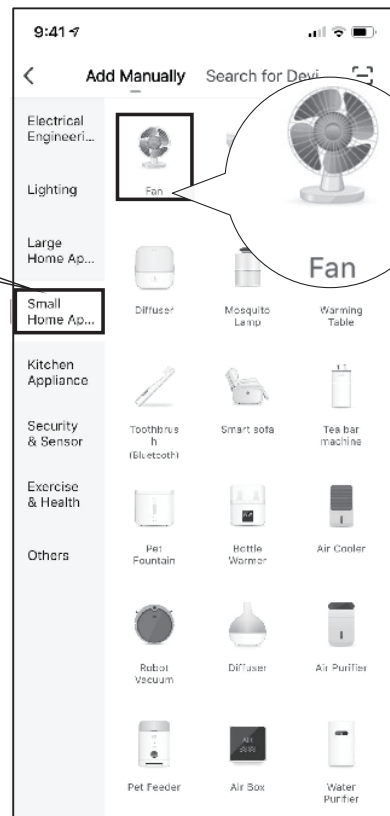 9:41
Add Manually Search for Devi
Electrical
Engineeri...
Lighting
Large
Home Ap...
Small
Home Ap...
Kitchen
Appliance
Security
& Sensor
Exercise
& Health
Others
Fan
Fan
Diffuser
Mosquito
Lamp
Warming
Table
Toothbrus
h
(Bluetooth)
Smart sofa
Tea bar
machine
Pet
Fountain
Bottle
Warmer
Air Cooler
Robot
Vacuum
Diffuser
Air Purifier
Pet Feeder
Air Box
Water
Purifier